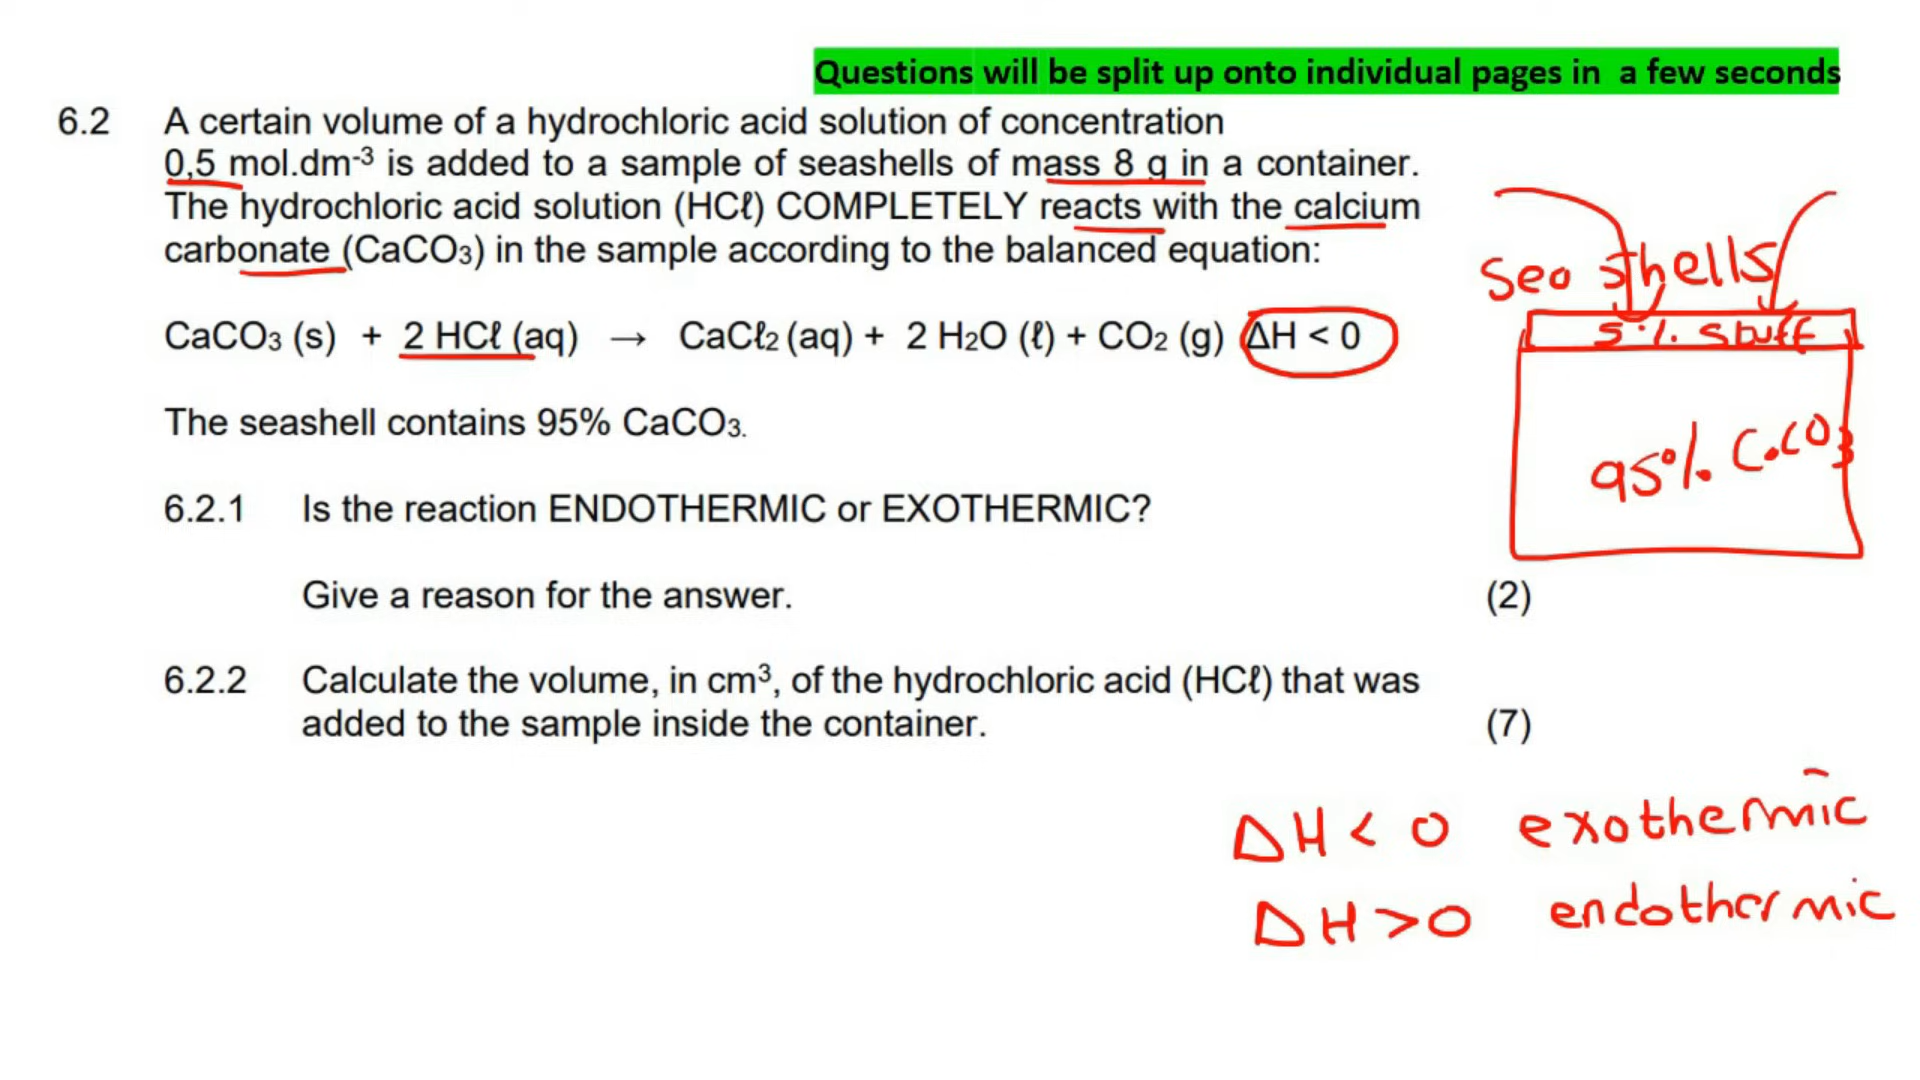 Questions will be split up onto individual pages in a few seconds
6.2 A certain volume of a hydrochloric acid solution of concentration
0,5 mol.dm-3 is added to a sample of seashells of mass 8 g in a container.
The hydrochloric acid solution (HCℓ) COMPLETELY reacts with the calcium
carbonate (CaCO3) in the sample according to the balanced equation:
Seo shells
CaCO3 (s) + 2 HCℓ (aq) → CaCℓ2 (aq) + 2 H2O (ℓ) + CO2 (g) ΔH < 0
5% stuff
The seashell contains 95% CaCO3.
95% CaCO3
6.2.1 Is the reaction ENDOTHERMIC or EXOTHERMIC?
Give a reason for the answer. (2)
6.2.2 Calculate the volume, in cm3, of the hydrochloric acid (HCℓ) that was
added to the sample inside the container. (7)
ΔH < 0 exothermic
ΔH > 0 endothermic